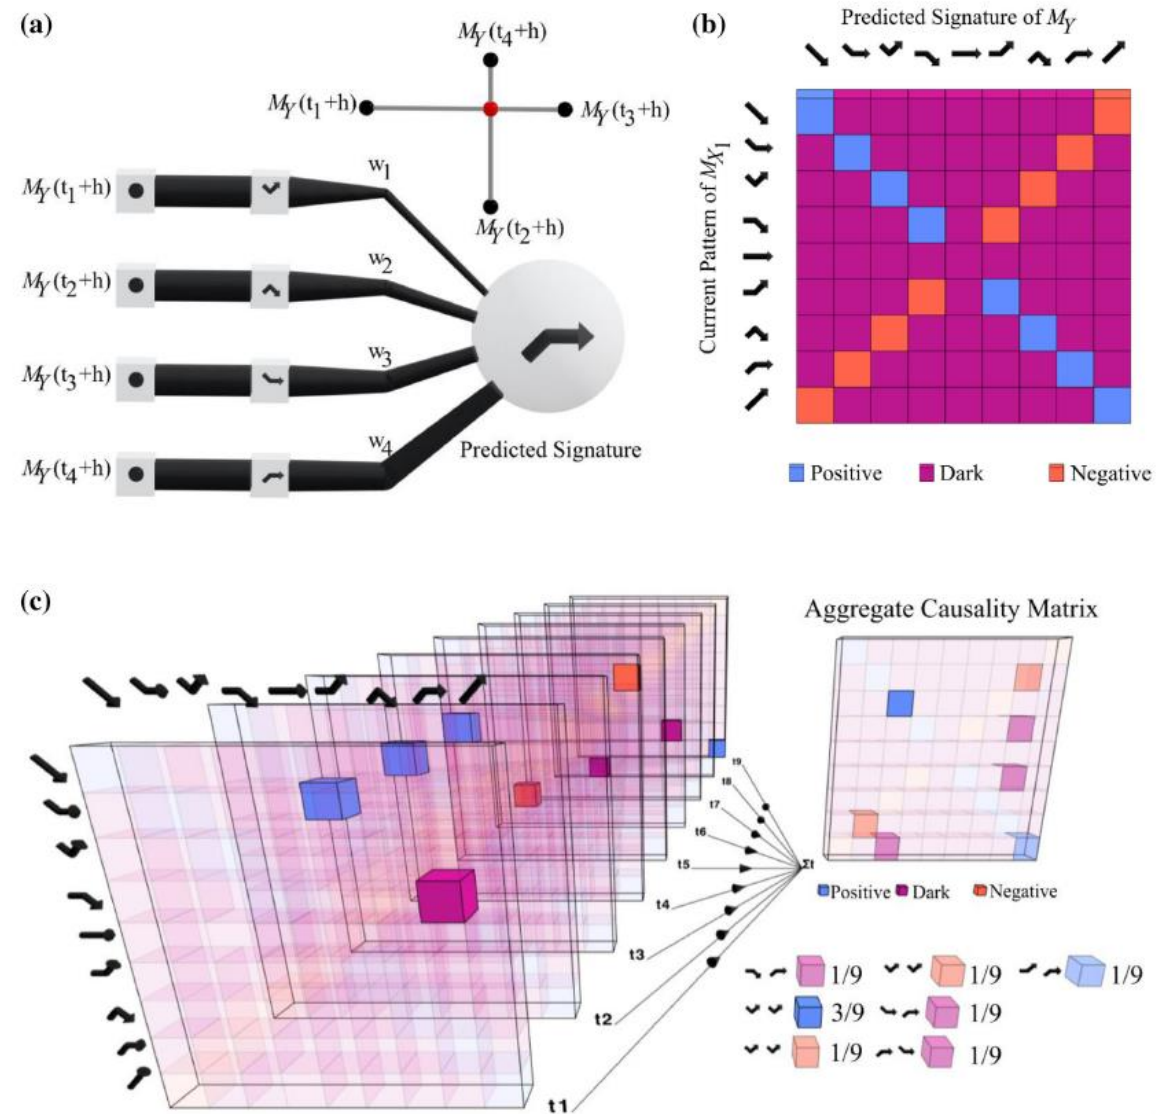 (a)
M_Y(t₄+h)
M_Y(t₁+h)
M_Y(t₃+h)
M_Y(t₂+h)
M_Y(t₁+h)
w₁
M_Y(t₂+h)
w₂
M_Y(t₃+h)
w₃
M_Y(t₄+h)
w₄
Predicted Signature
(b)
Predicted Signature of M_Y
Currrent Pattern of M_X₁
Positive Dark Negative
(c)
t1
t2
t3
t4
t5
t6
t7
t8
t9
Σt
Aggregate Causality Matrix
Positive Dark Negative
1/9 1/9 1/9
3/9 1/9
1/9 1/9